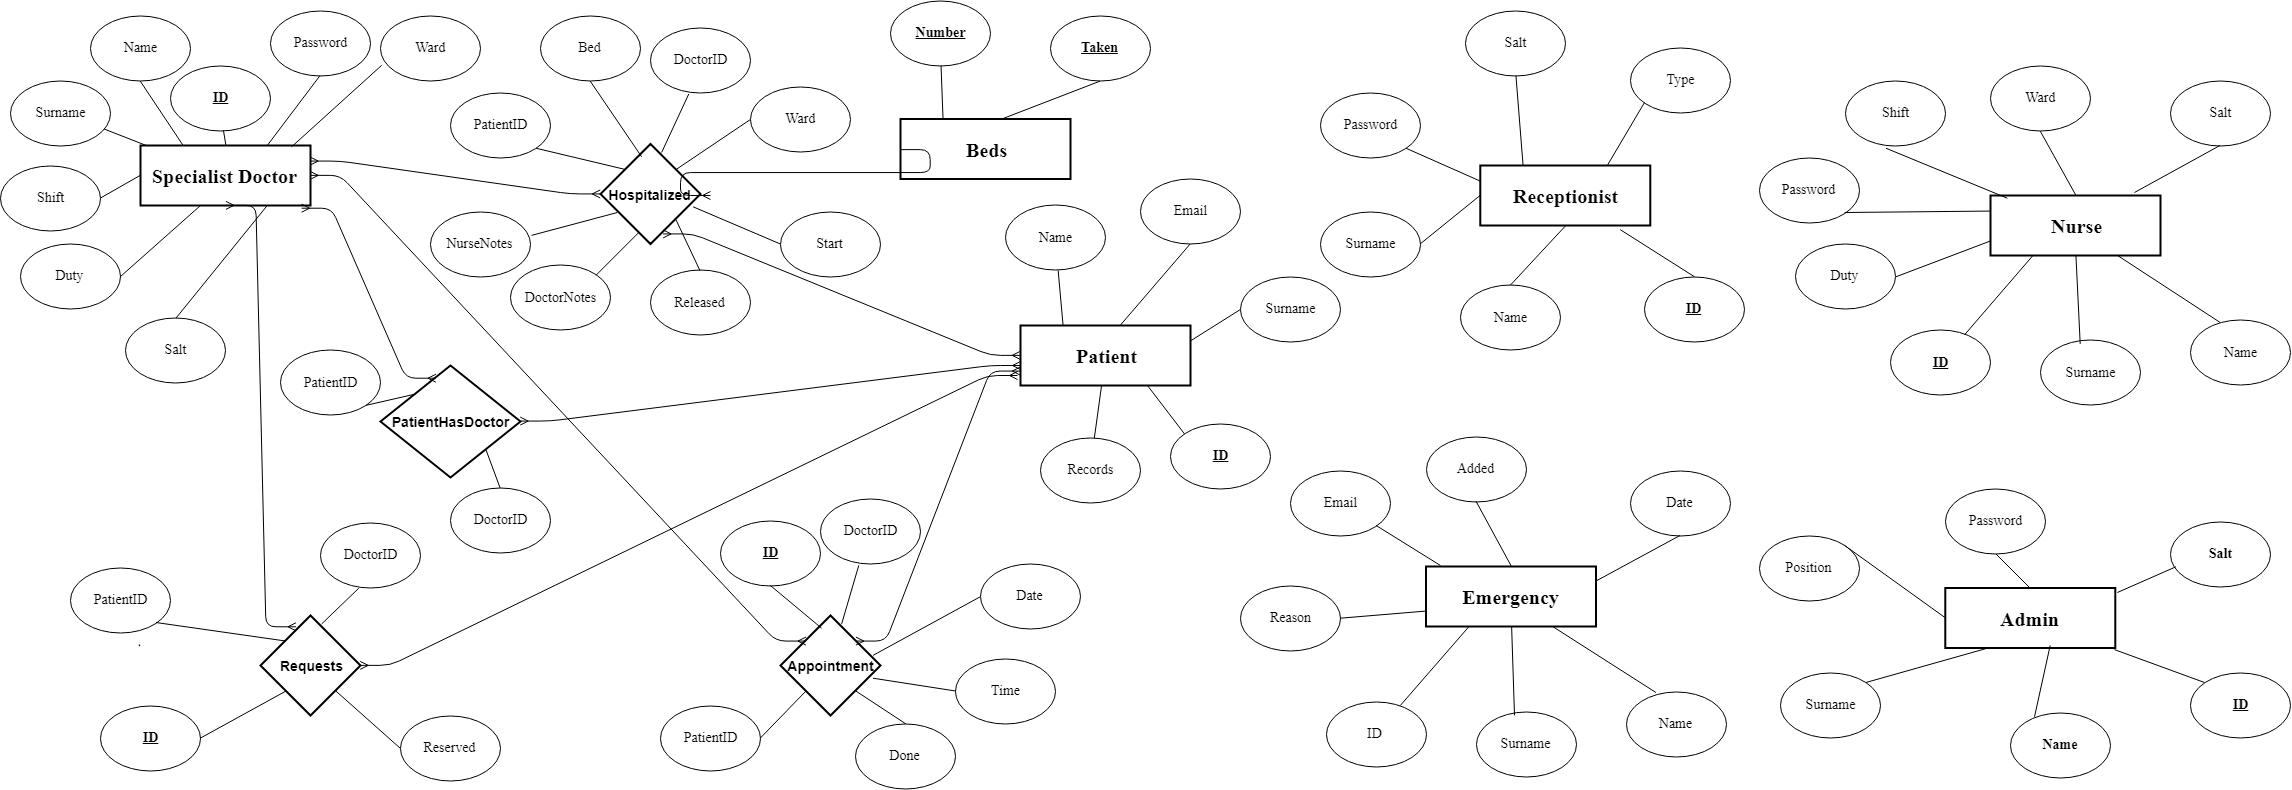 Name
Password
Ward
ID
Surname
Shift
Duty
Salt
Specialist Doctor
Bed
DoctorID
PatientID
Ward
Hospitalized
NurseNotes
DoctorNotes
Released
Start
Number
Taken
Beds
Name
Email
Surname
Patient
Records
ID
PatientID
PatientHasDoctor
DoctorID
DoctorID
PatientID
.
Requests
ID
Reserved
ID
DoctorID
Date
Appointment
Time
PatientID
Done
Salt
Type
Password
Receptionist
Surname
Name
ID
Shift
Ward
Salt
Password
Nurse
Duty
ID
Surname
Name
Added
Email
Date
Emergency
Reason
ID
Surname
Name
Password
Salt
Position
Admin
Surname
Name
ID